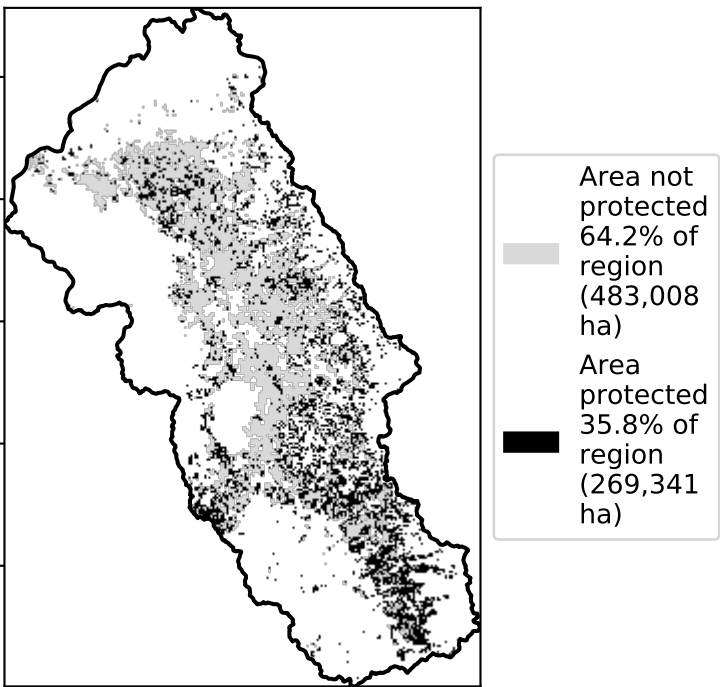 Area not
protected
64.2% of
region
(483,008
ha)
Area
protected
35.8% of
region
(269,341
ha)